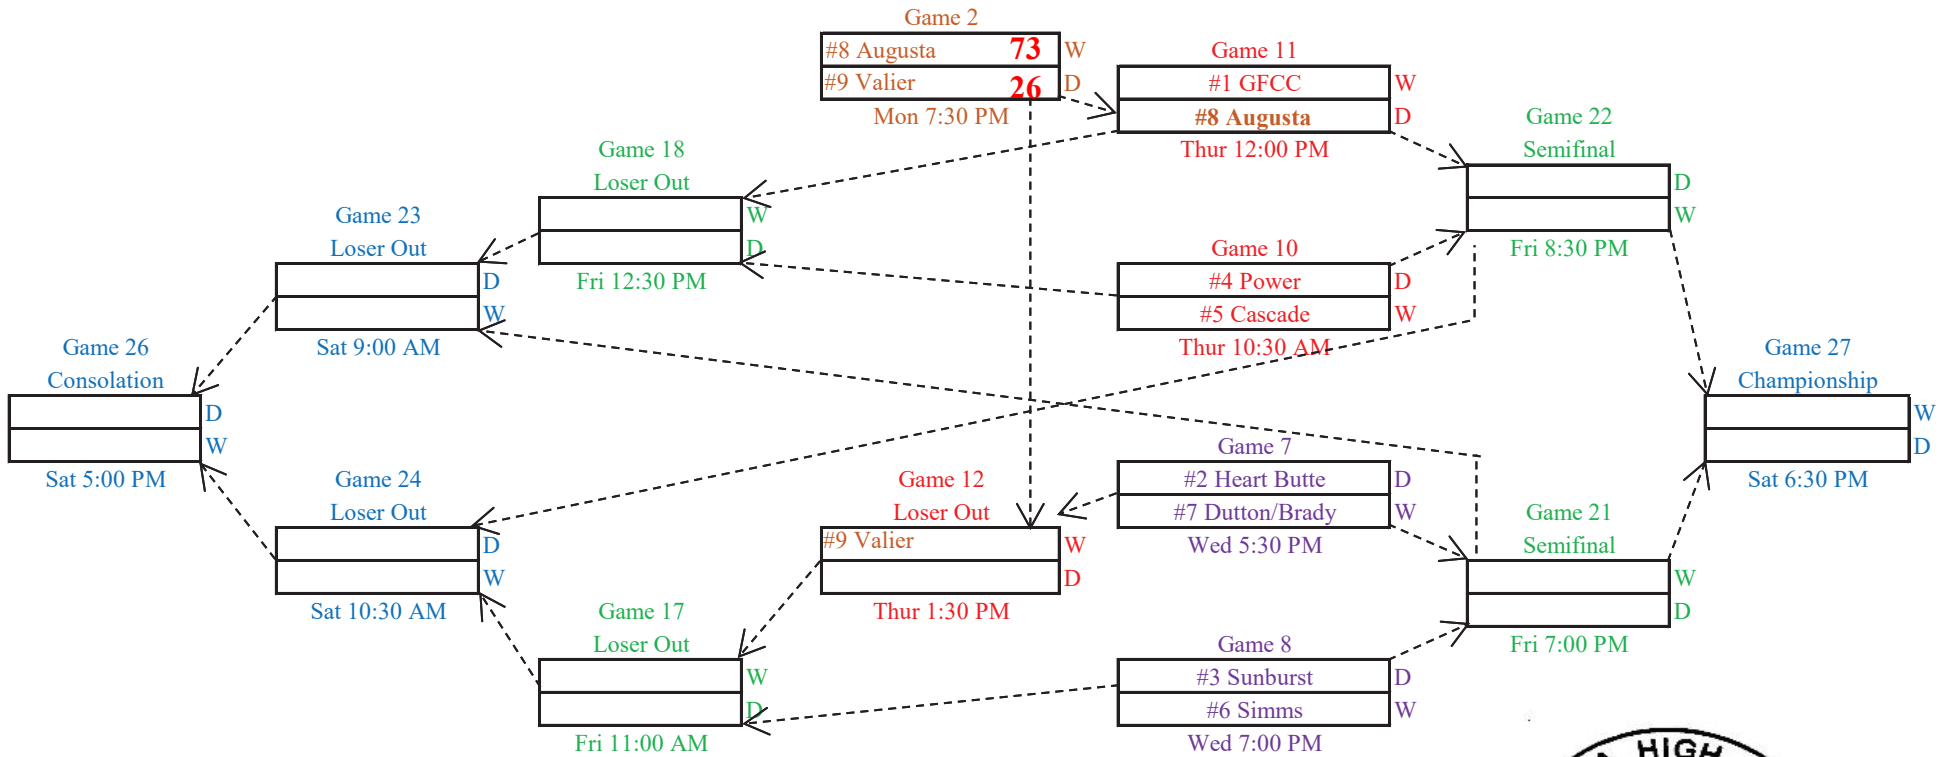 Game 2
#8 Augusta 73 W
#9 Valier 26 D
Mon 7:30 PM
Game 11
#1 GFCC W
#8 Augusta D
Thur 12:00 PM
Game 22
Semifinal
D
W
Fri 8:30 PM
Game 18
Loser Out
W
D
Fri 12:30 PM
Game 23
Loser Out
D
W
Sat 9:00 AM
Game 10
#4 Power D
#5 Cascade W
Thur 10:30 AM
Game 26
Consolation
D
W
Sat 5:00 PM
Game 27
Championship
W
D
Sat 6:30 PM
Game 24
Loser Out
D
W
Sat 10:30 AM
Game 12
Loser Out
#9 Valier W
D
Thur 1:30 PM
Game 7
#2 Heart Butte D
#7 Dutton/Brady W
Wed 5:30 PM
Game 21
Semifinal
W
D
Fri 7:00 PM
Game 17
Loser Out
W
D
Fri 11:00 AM
Game 8
#3 Sunburst D
#6 Simms W
Wed 7:00 PM
HIGH